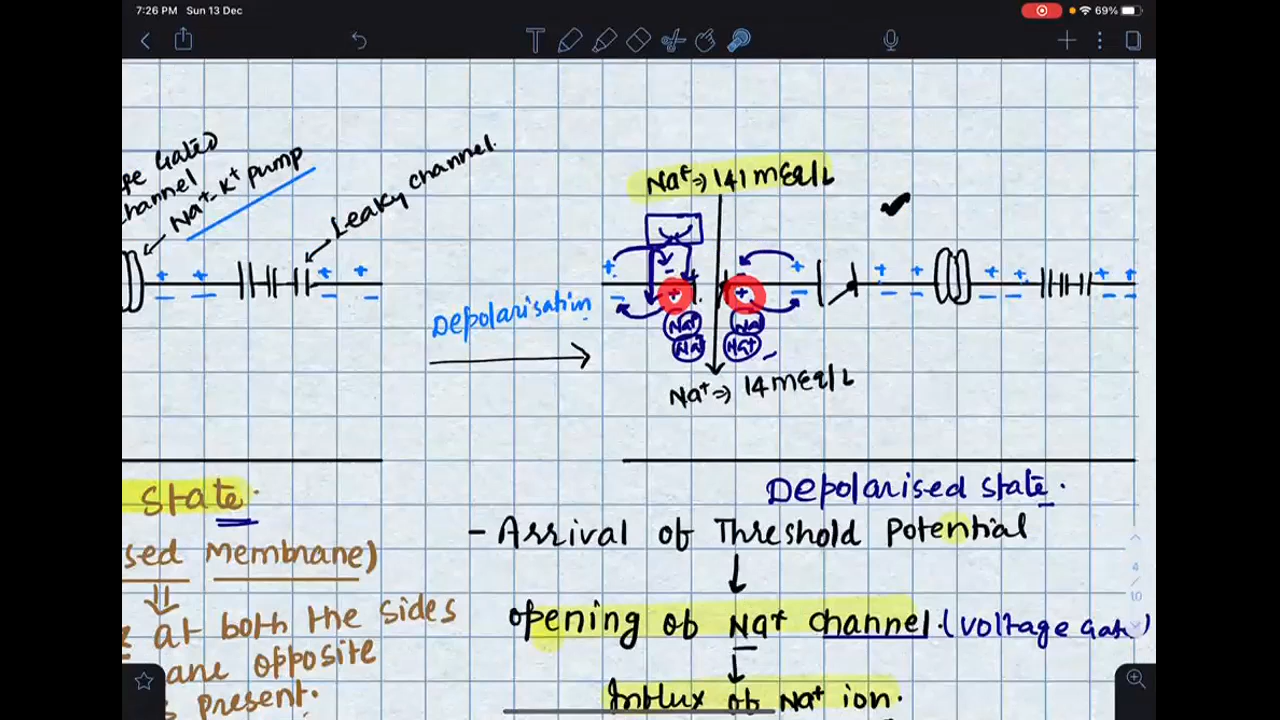 7:26 PM Sun 13 Dec
69%
Gated
channel
Na⁺-K⁺ pump
Leaky channel.
Na⁺ ⇒ 141 mEq/L
Depolarisation
Na⁺ Na⁺
Na⁺ Na⁺
Na⁺ ⇒ 14 mEq/L
State.
Depolarised state.
- Arrival of Threshold Potential
sed Membrane)
opening of Na⁺ channel. (voltage Gate)
at both the sides
ane opposite
present.
Influx of Na⁺ ion.
4
/
10